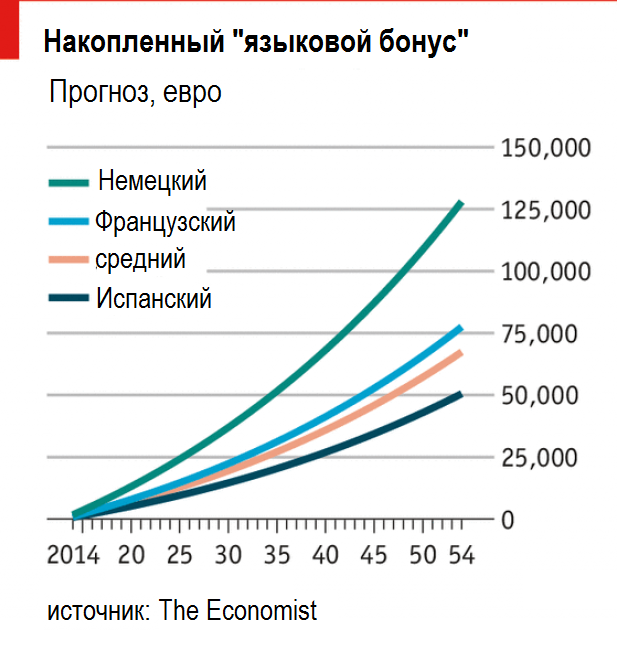 Накопленный "языковой бонус"
Прогноз, евро
150,000
Немецкий
125,000
Французский
средний
100,000
Испанский
75,000
50,000
25,000
0
2014 20 25 30 35 40 45 50 54
источник: The Economist